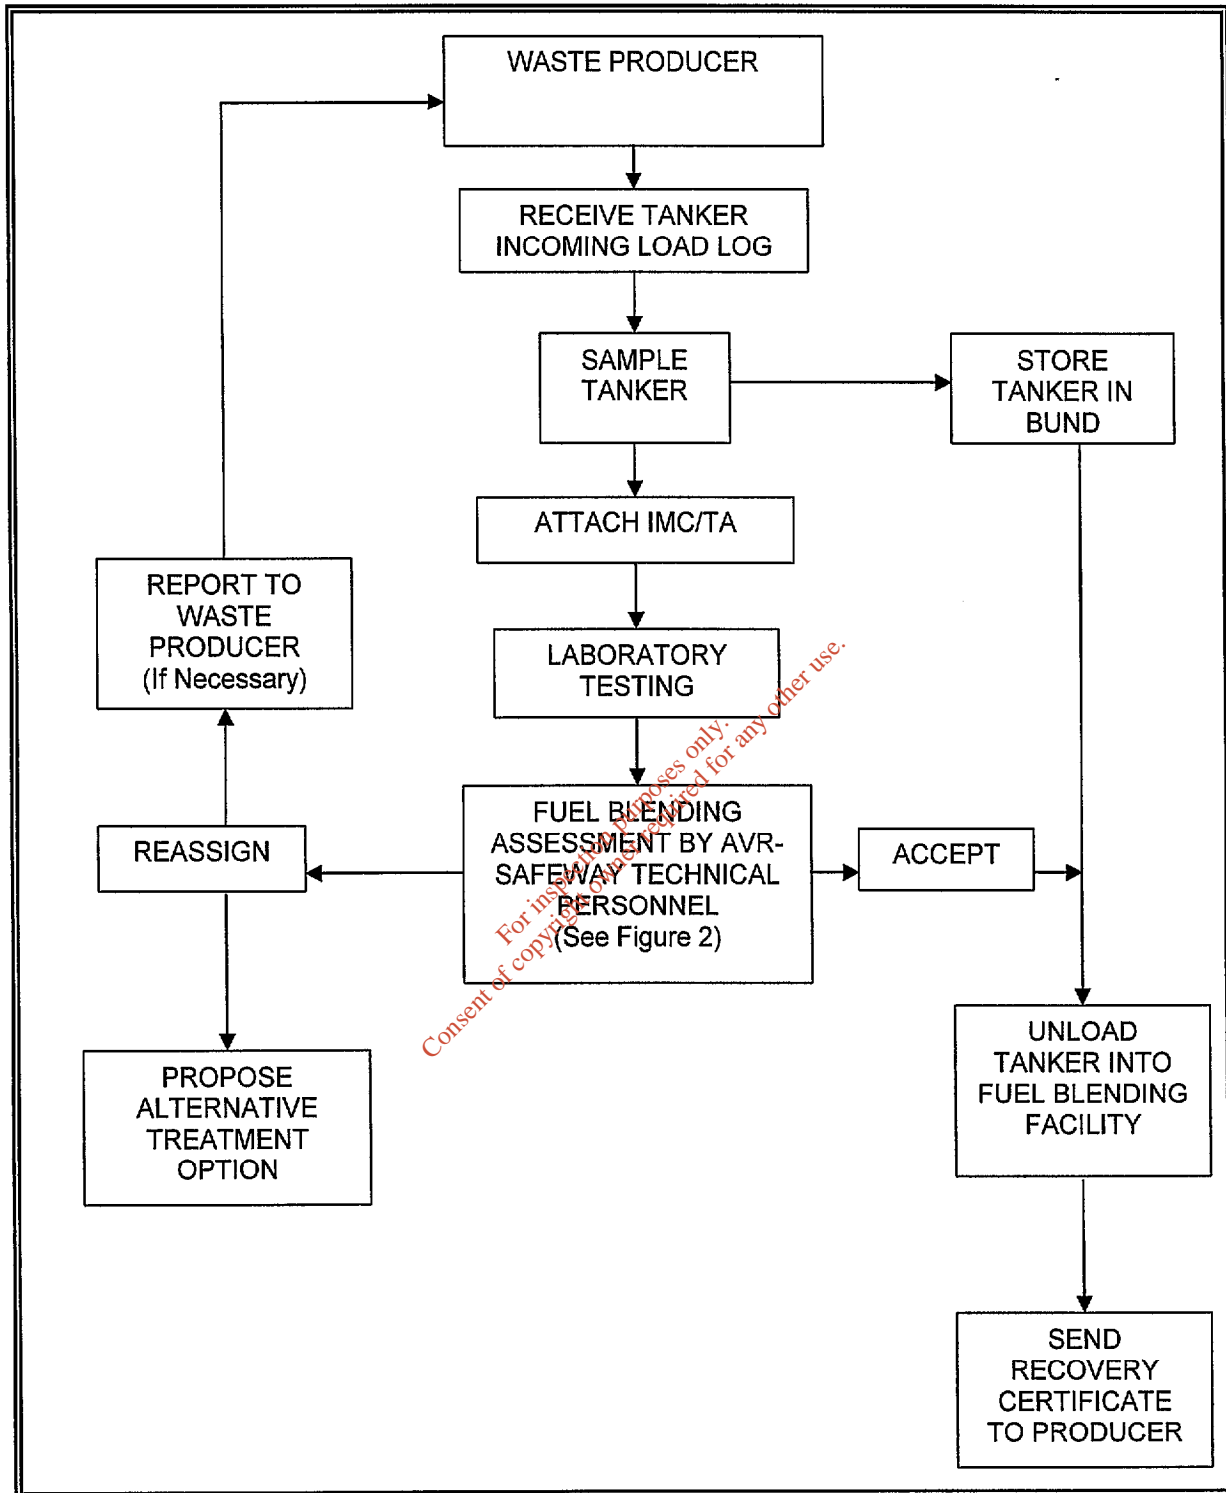 WASTE PRODUCER
RECEIVE TANKER
INCOMING LOAD LOG
SAMPLE
TANKER
STORE
TANKER IN
BUND
ATTACH IMC/TA
REPORT TO
WASTE
PRODUCER
(If Necessary)
LABORATORY
TESTING
FUEL BLENDING
ASSESSMENT BY AVR-
SAFEWAY TECHNICAL
PERSONNEL
(See Figure 2)
REASSIGN
ACCEPT
PROPOSE
ALTERNATIVE
TREATMENT
OPTION
UNLOAD
TANKER INTO
FUEL BLENDING
FACILITY
SEND
RECOVERY
CERTIFICATE
TO PRODUCER
For inspection purposes only.
Consent of copyright owner required for any other use.